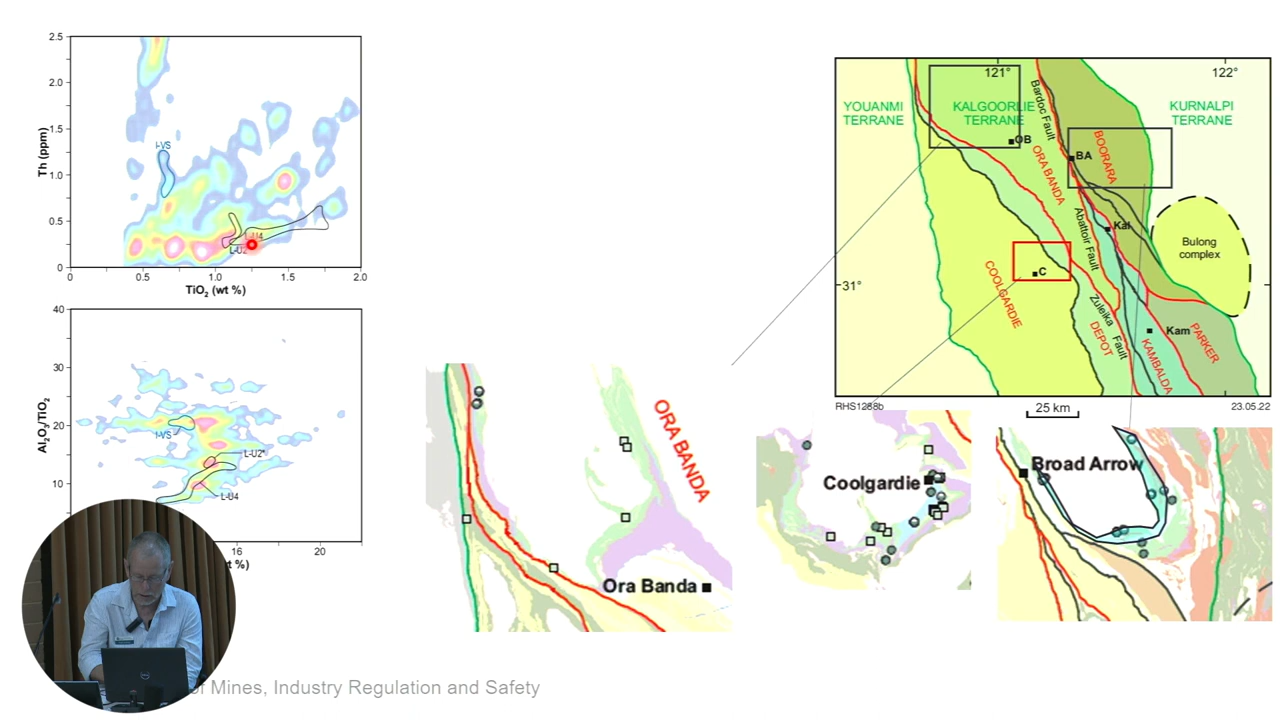 2.5
2.0
1.5
1.0
0.5
0
Th (ppm)
I-VS
L-U4
L-U2
0
0.5
1.0
1.5
2.0
TiO₂ (wt %)
40
30
20
10
Al₂O₃/TiO₂
I-VS
L-U2*
L-U4
16
20
wt %)
121°
122°
YOUANMI
TERRANE
KALGOORLIE
TERRANE
KURNALPI
TERRANE
Bardoc Fault
OB
BA
BOORARA
ORA BANDA
Abattoir Fault
Kal
Bulong
complex
31°
C
COOLGARDIE
Zuleika Fault
DEPOT
Kam
KAMBALDA
PARKER
RHS1288b
25 km
23.05.22
ORA BANDA
Ora Banda
Coolgardie
Broad Arrow
of Mines, Industry Regulation and Safety